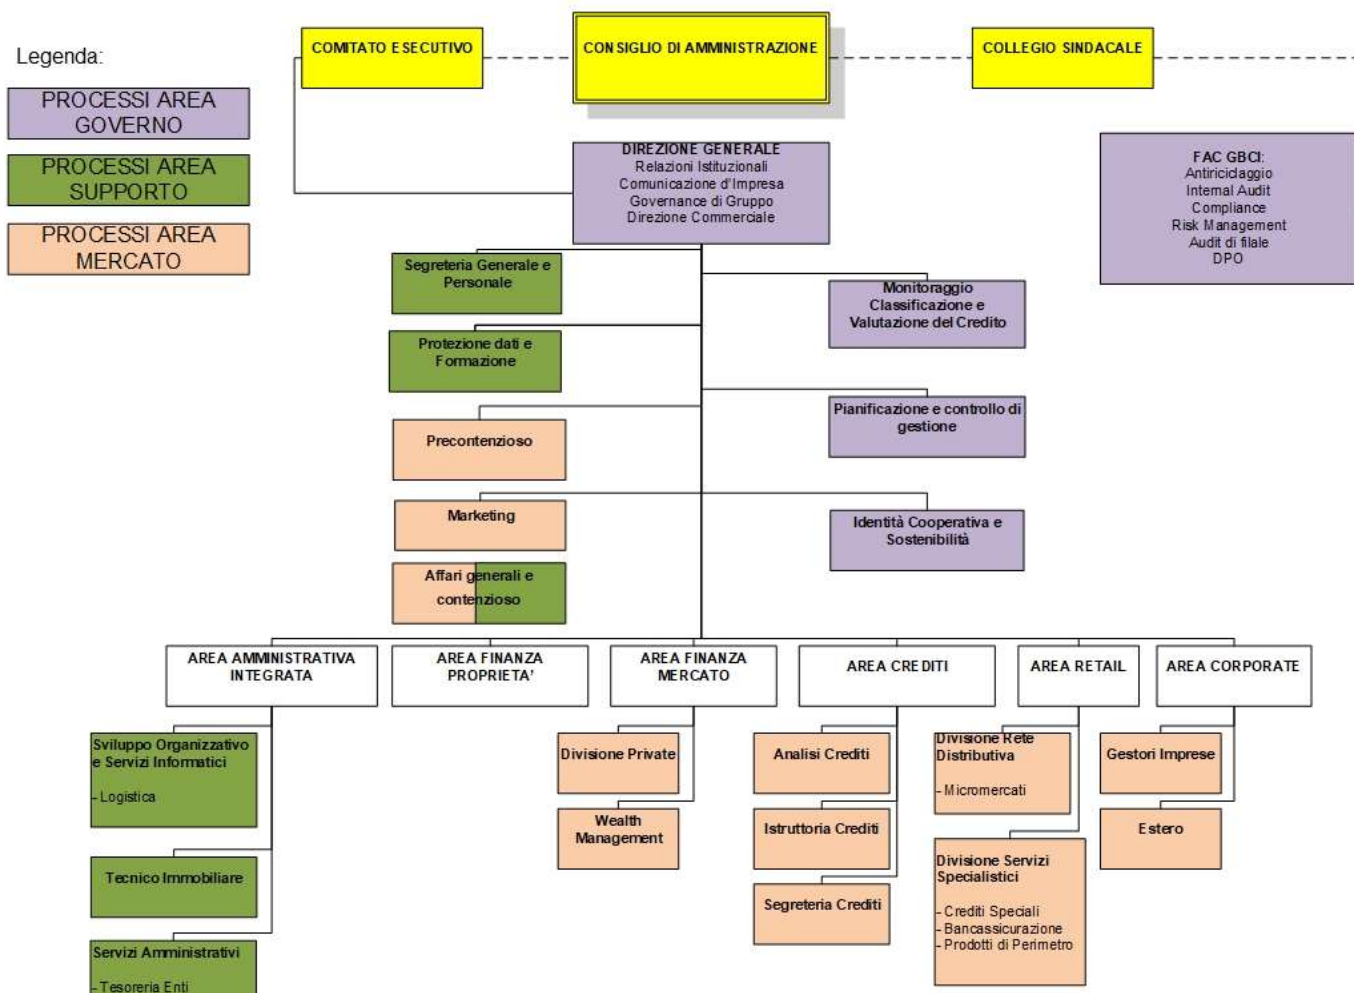 Legenda:
PROCESSI AREA
GOVERNO
PROCESSI AREA
SUPPORTO
PROCESSI AREA
MERCATO
COMITATO ESECUTIVO
CONSIGLIO DI AMMINISTRAZIONE
COLLEGIO SINDACALE
DIREZIONE GENERALE
Relazioni Istituzionali
Comunicazione d'Impresa
Governance di Gruppo
Direzione Commerciale
FAC GBCI:
Antiriciclaggio
Internal Audit
Compliance
Risk Management
Audit di filale
DPO
Segreteria Generale e
Personale
Monitoraggio
Classificazione e
Valutazione del Credito
Protezione dati e
Formazione
Pianificazione e controllo di
gestione
Precontenzioso
Marketing
Identità Cooperativa e
Sostenibilità
Affari generali e
contenzioso
AREA AMMINISTRATIVA
INTEGRATA
AREA FINANZA
PROPRIETA'
AREA FINANZA
MERCATO
AREA CREDITI
AREA RETAIL
AREA CORPORATE
Sviluppo Organizzativo
e Servizi Informatici
- Logistica
Tecnico Immobiliare
Servizi Amministrativi
- Tesoreria Enti
Divisione Private
Wealth
Management
Analisi Crediti
Istruttoria Crediti
Segreteria Crediti
Divisione Rete
Distributiva
- Micromercati
Divisione Servizi
Specialistici
- Crediti Speciali
- Bancassicurazione
- Prodotti di Perimetro
Gestori Imprese
Estero